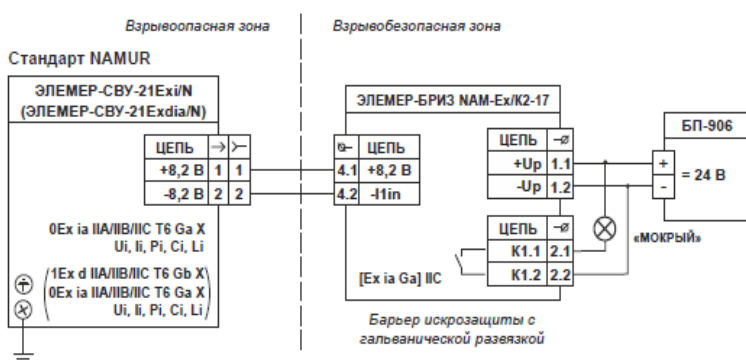 Взрывоопасная зона
Взрывобезопасная зона
Стандарт NAMUR
ЭЛЕМЕР-СВУ-21Exi/N
(ЭЛЕМЕР-СВУ-21Exdia/N)
ЦЕПЬ
+8,2 В 1 1
-8,2 В 2 2
0Ex ia IIA/IIB/IIC T6 Ga X
Ui, Ii, Pi, Ci, Li
(1Ex d IIA/IIB/IIC T6 Gb X
0Ex ia IIA/IIB/IIC T6 Ga X
Ui, Ii, Pi, Ci, Li)
ЭЛЕМЕР-БРИЗ NAM-Ex/K2-17
ЦЕПЬ
4.1 +8,2 В
4.2 -I1in
ЦЕПЬ
+Up 1.1
-Up 1.2
ЦЕПЬ
K1.1 2.1
K1.2 2.2
[Ex ia Ga] IIC
Барьер искрозащиты с
гальванической развязкой
БП-906
+
-
= 24 В
«МОКРЫЙ»